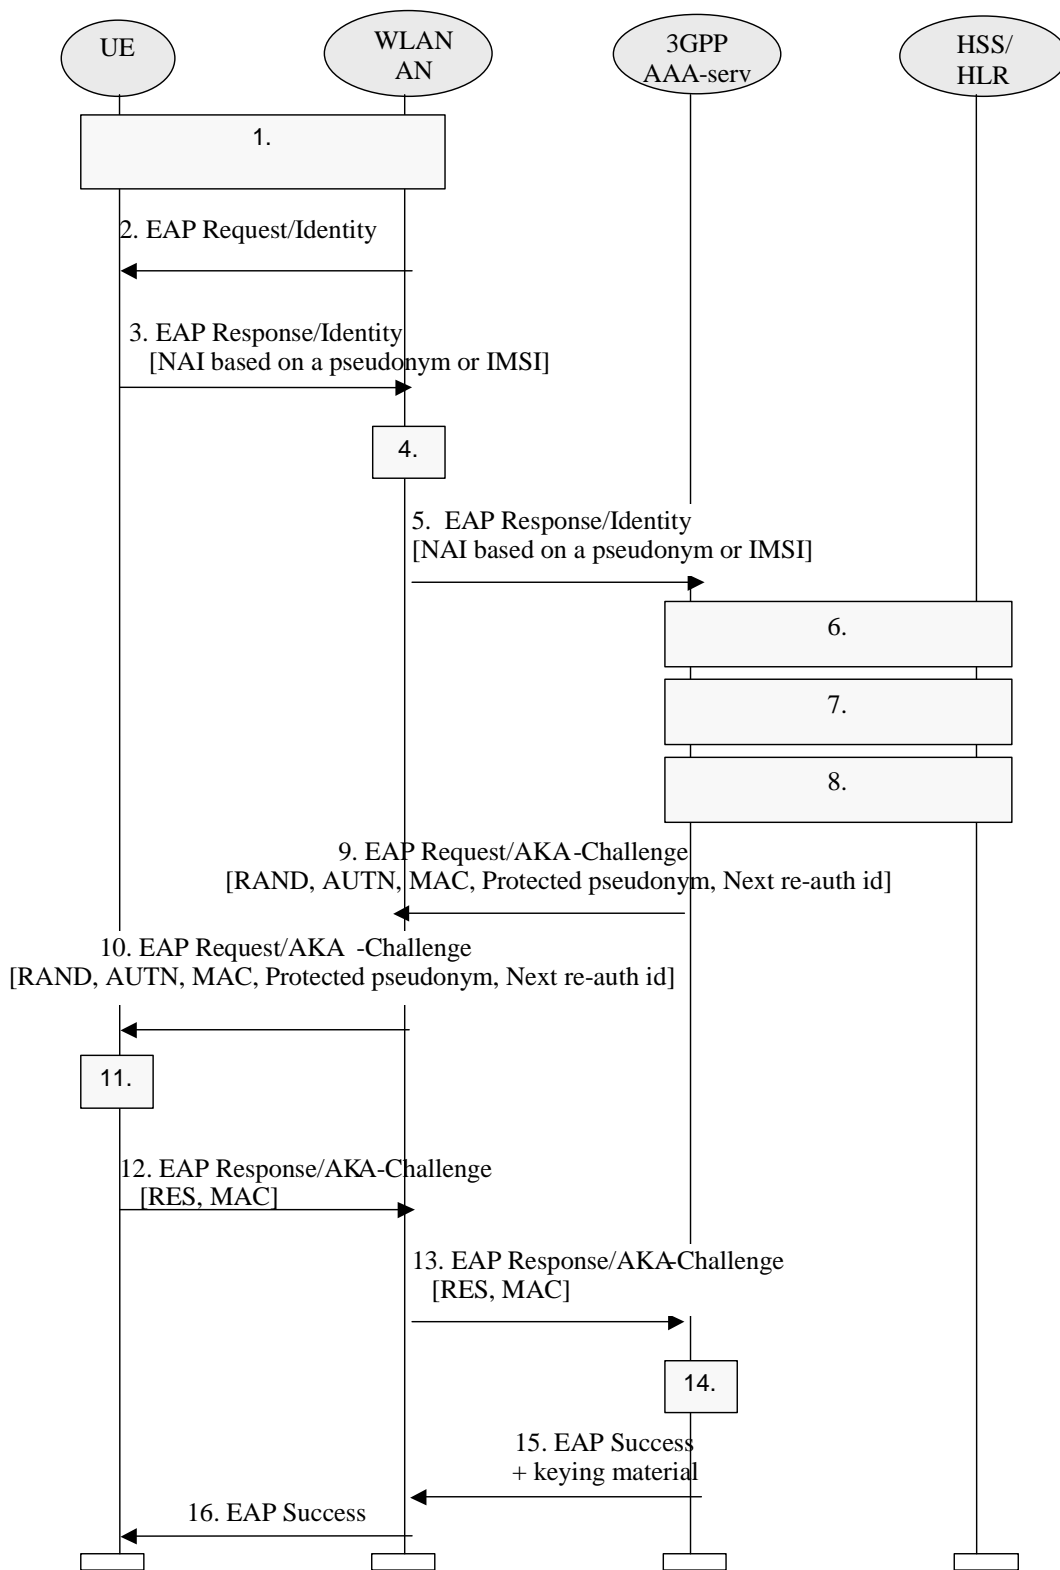 UE
WLAN
AN
3GPP
AAA-serv
HSS/
HLR
1.
2. EAP Request/Identity
3. EAP Response/Identity
[NAI based on a pseudonym or IMSI]
4.
5. EAP Response/Identity
[NAI based on a pseudonym or IMSI]
6.
7.
8.
9. EAP Request/AKA-Challenge
[RAND, AUTN, MAC, Protected pseudonym, Next re-auth id]
10. EAP Request/AKA -Challenge
[RAND, AUTN, MAC, Protected pseudonym, Next re-auth id]
11.
12. EAP Response/AKA-Challenge
[RES, MAC]
13. EAP Response/AKA-Challenge
[RES, MAC]
14.
15. EAP Success
+ keying material
16. EAP Success